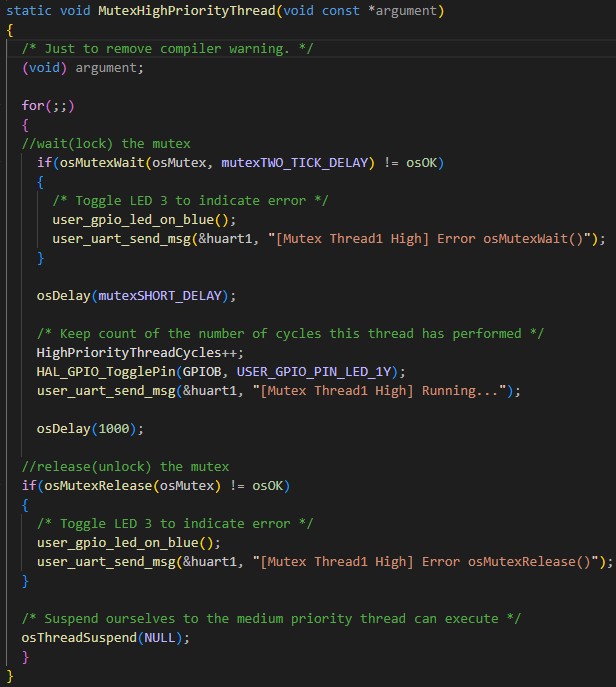 static void MutexHighPriorityThread(void const *argument)
{
/* Just to remove compiler warning. */
(void) argument;
for(;;)
{
//wait(lock) the mutex
if(osMutexWait(osMutex, mutexTWO_TICK_DELAY) != osOK)
{
/* Toggle LED 3 to indicate error */
user_gpio_led_on_blue();
user_uart_send_msg(&huart1, "[Mutex Thread1 High] Error osMutexWait()");
}
osDelay(mutexSHORT_DELAY);
/* Keep count of the number of cycles this thread has performed */
HighPriorityThreadCycles++;
HAL_GPIO_TogglePin(GPIOB, USER_GPIO_PIN_LED_1Y);
user_uart_send_msg(&huart1, "[Mutex Thread1 High] Running...");
osDelay(1000);
//release(unlock) the mutex
if(osMutexRelease(osMutex) != osOK)
{
/* Toggle LED 3 to indicate error */
user_gpio_led_on_blue();
user_uart_send_msg(&huart1, "[Mutex Thread1 High] Error osMutexRelease()");
}
/* Suspend ourselves to the medium priority thread can execute */
osThreadSuspend(NULL);
}
}